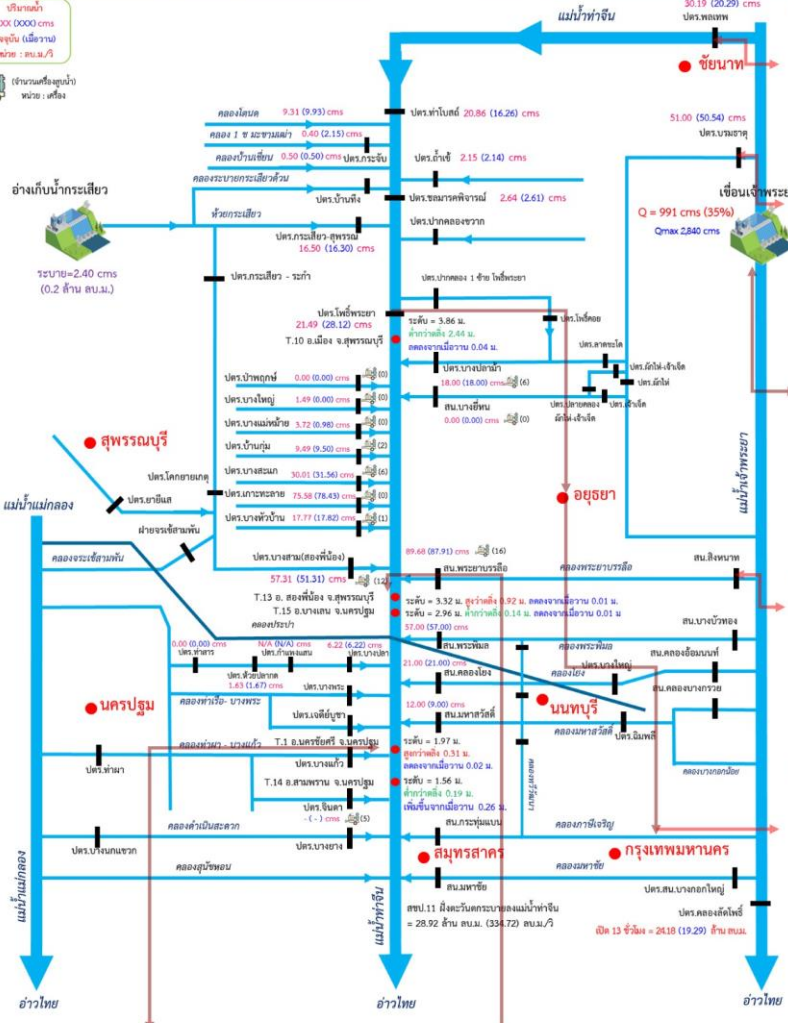 ปริมาณน้ำ
XX (XXX) cms
(เมื่อวาน)
: ลบ.ม./วิ
(จำนวนเครื่องสูบน้ำ)
หน่วย : เครื่อง
30.19 (20.29) cms
ปตร.พลเทพ
แม่น้ำท่าจีน
ชัยนาท
คลองโดนด 9.31 (9.93) cms
ปตร.ท่าโบสถ์ 20.86 (16.26) cms
51.00 (50.54) cms
ปตร.บรมธาตุ
คลอง 1 ซ มะขามเฒ่า 0.40 (2.15) cms
คลองบ้านเชี่ยน 0.50 (0.50) cms ปตร.กระจับ
ปตร.ถ้ำเข้ 2.15 (2.14) cms
คลองระบายกระเสียวด้วน
ปตร.บ้านทึง
ปตร.ชลมารคพิจารณ์ 2.64 (2.61) cms
อ่างเก็บน้ำกระเสียว
ห้วยกระเสียว
ปตร.กระเสียว-สุพรรณ
16.50 (16.30) cms
ปตร.ปากคลองขวาก
เขื่อนเจ้าพระย
Q = 991 cms (35%)
Qmax 2,840 cms
ระบาย=2.40 cms
(0.2 ล้าน ลบ.ม.)
ปตร.กระเสียว - ระกำ
ปตร.ปากคลอง 1 ซ้าย โพธิ์พระยา
ปตร.โพธิ์พระยา
21.49 (28.12) cms
ระดับ = 3.86 ม.
ต่ำกว่าตลิ่ง 2.44 ม.
ลดลงจากเมื่อวาน 0.04 ม.
T.10 อ.เมือง จ.สุพรรณบุรี
ปตร.โพธิ์คอย
ปตร.ลาดชะโด
ปตร.บางปลาม้า
18.00 (18.00) cms (6)
ปตร.ผักไห่-เจ้าเจ็ด
ปตร.ผักไห่
ปตร.ปลายคลอง
ผักไห่-เจ้าเจ็ด
ปตร.เจ้าเจ็ด
สน.บางยี่หน
0.00 (0.00) cms (0)
ปตร.ป่าพฤกษ์ 0.00 (0.00) cms (0)
ปตร.บางใหญ่ 1.49 (0.00) cms (0)
ปตร.บางแม่หม้าย 3.72 (0.98) cms (0)
ปตร.บ้านกุ่ม 9.49 (9.50) cms (2)
ปตร.บางสะแก 30.01 (31.56) cms (6)
ปตร.เกาะทะลาย 75.58 (78.43) cms (0)
ปตร.บางหัวบ้าน 17.77 (17.82) cms (1)
สุพรรณบุรี
ปตร.โคกยายเกตุ
ปตร.ยายีแส
แม่น้ำแม่กลอง
ฝายจรเข้สามพัน
คลองจระเข้สามพัน
อยุธยา
แม่น้ำเจ้าพระยา
ปตร.บางสาม(สองพี่น้อง)
57.31 (51.31) cms (12)
89.68 (87.91) cms (16)
สน.พระยาบรรลือ
คลองพระยาบรรลือ
สน.สิงหนาท
T.13 อ. สองพี่น้อง จ.สุพรรณบุรี
ระดับ = 3.32 ม. สูงกว่าตลิ่ง 0.92 ม. ลดลงจากเมื่อวาน 0.01 ม.
T.15 อ.บางเลน จ.นครปฐม
ระดับ = 2.96 ม. ต่ำกว่าตลิ่ง 0.14 ม. ลดลงจากเมื่อวาน 0.01 ม
คลองประปา
57.00 (57.00) cms
สน.พระพิมล
คลองพระพิมล
สน.บางบัวทอง
0.00 (0.00) cms
ปตร.ท่าสาร
N/A (N/A) cms
ปตร.กำแพงแสน
6.22 (6.22) cms
ปตร.บางปลา
ปตร.ห้วยปลากด
1.63 (1.67) cms
21.00 (21.00) cms
สน.คลองโยง
คลองโยง
ปตร.บางใหญ่
สน.คลองอ้อมนนท์
สน.คลองบางกรวย
ปตร.บางพระ
คลองท่าเรือ- บางพระ
นครปฐม
ปตร.เจดีย์บูชา
12.00 (9.00) cms
สน.มหาสวัสดิ์
นนทบุรี
คลองมหาสวัสดิ์
ปตร.ฉิมพลี
คลองบางกอกน้อย
คลองท่าผา - บางแก้ว
T.1 อ.นครชัยศรี จ.นครปฐม
ปตร.บางแก้ว
ระดับ = 1.97 ม.
สูงกว่าตลิ่ง 0.31 ม.
ลดลงจากเมื่อวาน 0.02 ม.
ปตร.ท่าผา
T.14 อ.สามพราน จ.นครปฐม
ระดับ = 1.56 ม.
ต่ำกว่าตลิ่ง 0.19 ม.
เพิ่มขึ้นจากเมื่อวาน 0.26 ม.
คลองทวีวัฒนา
ปตร.จินดา
- ( - ) cms (5)
คลองดำเนินสะดวก
ปตร.บางนกแขวก
ปตร.บางยาง
สน.กระทุ่มแบน
คลองภาษีเจริญ
สมุทรสาคร
กรุงเทพมหานคร
คลองสุนัขหอน
สน.มหาชัย
คลองมหาชัย
ปตร.สน.บางกอกใหญ่
แม่น้ำแม่กลอง
แม่น้ำท่าจีน
สชป.11 ฝั่งตะวันตกระบายลงแม่น้ำท่าจีน
= 28.92 ล้าน ลบ.ม. (334.72) ลบ.ม./วิ
ปตร.คลองลัดโพธิ์
เปิด 13 ชั่วโมง = 24.18 (19.29) ล้าน ลบ.ม.
อ่าวไทย
อ่าวไทย
อ่าวไทย